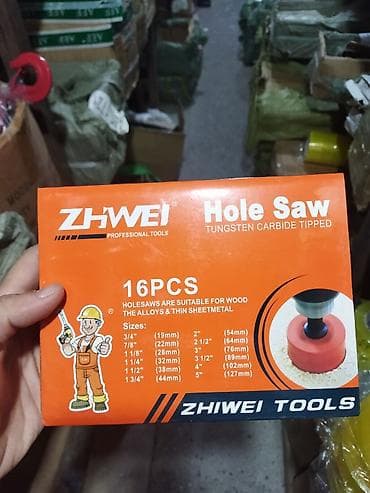 ZHWEI®
PROFESSIONAL TOOLS
Hole Saw
TUNGSTEN CARBIDE TIPPED
16PCS
HOLESAWS ARE SUITABLE FOR WOOD
THE ALLOYS & THIN SHEETMETAL
Sizes:
3/4" (19mm) 2" (54mm)
7/8" (22mm) 2 1/2" (64mm)
1 1/8" (28mm) 3" (76mm)
1 1/4" (32mm) 3 1/2" (89mm)
1 1/2" (38mm) 4" (102mm)
1 3/4" (44mm) 5" (127mm)
ZHIWEI TOOLS